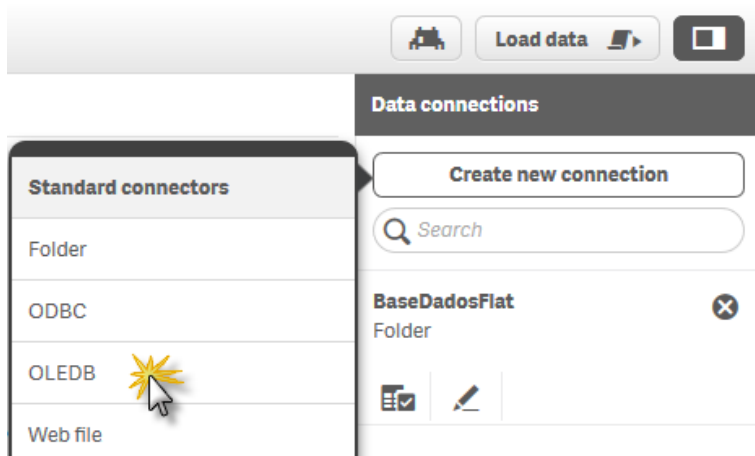 Load data
Data connections
Create new connection
Search
Standard connectors
Folder
ODBC
OLEDB
Web file
BaseDadosFlat
Folder